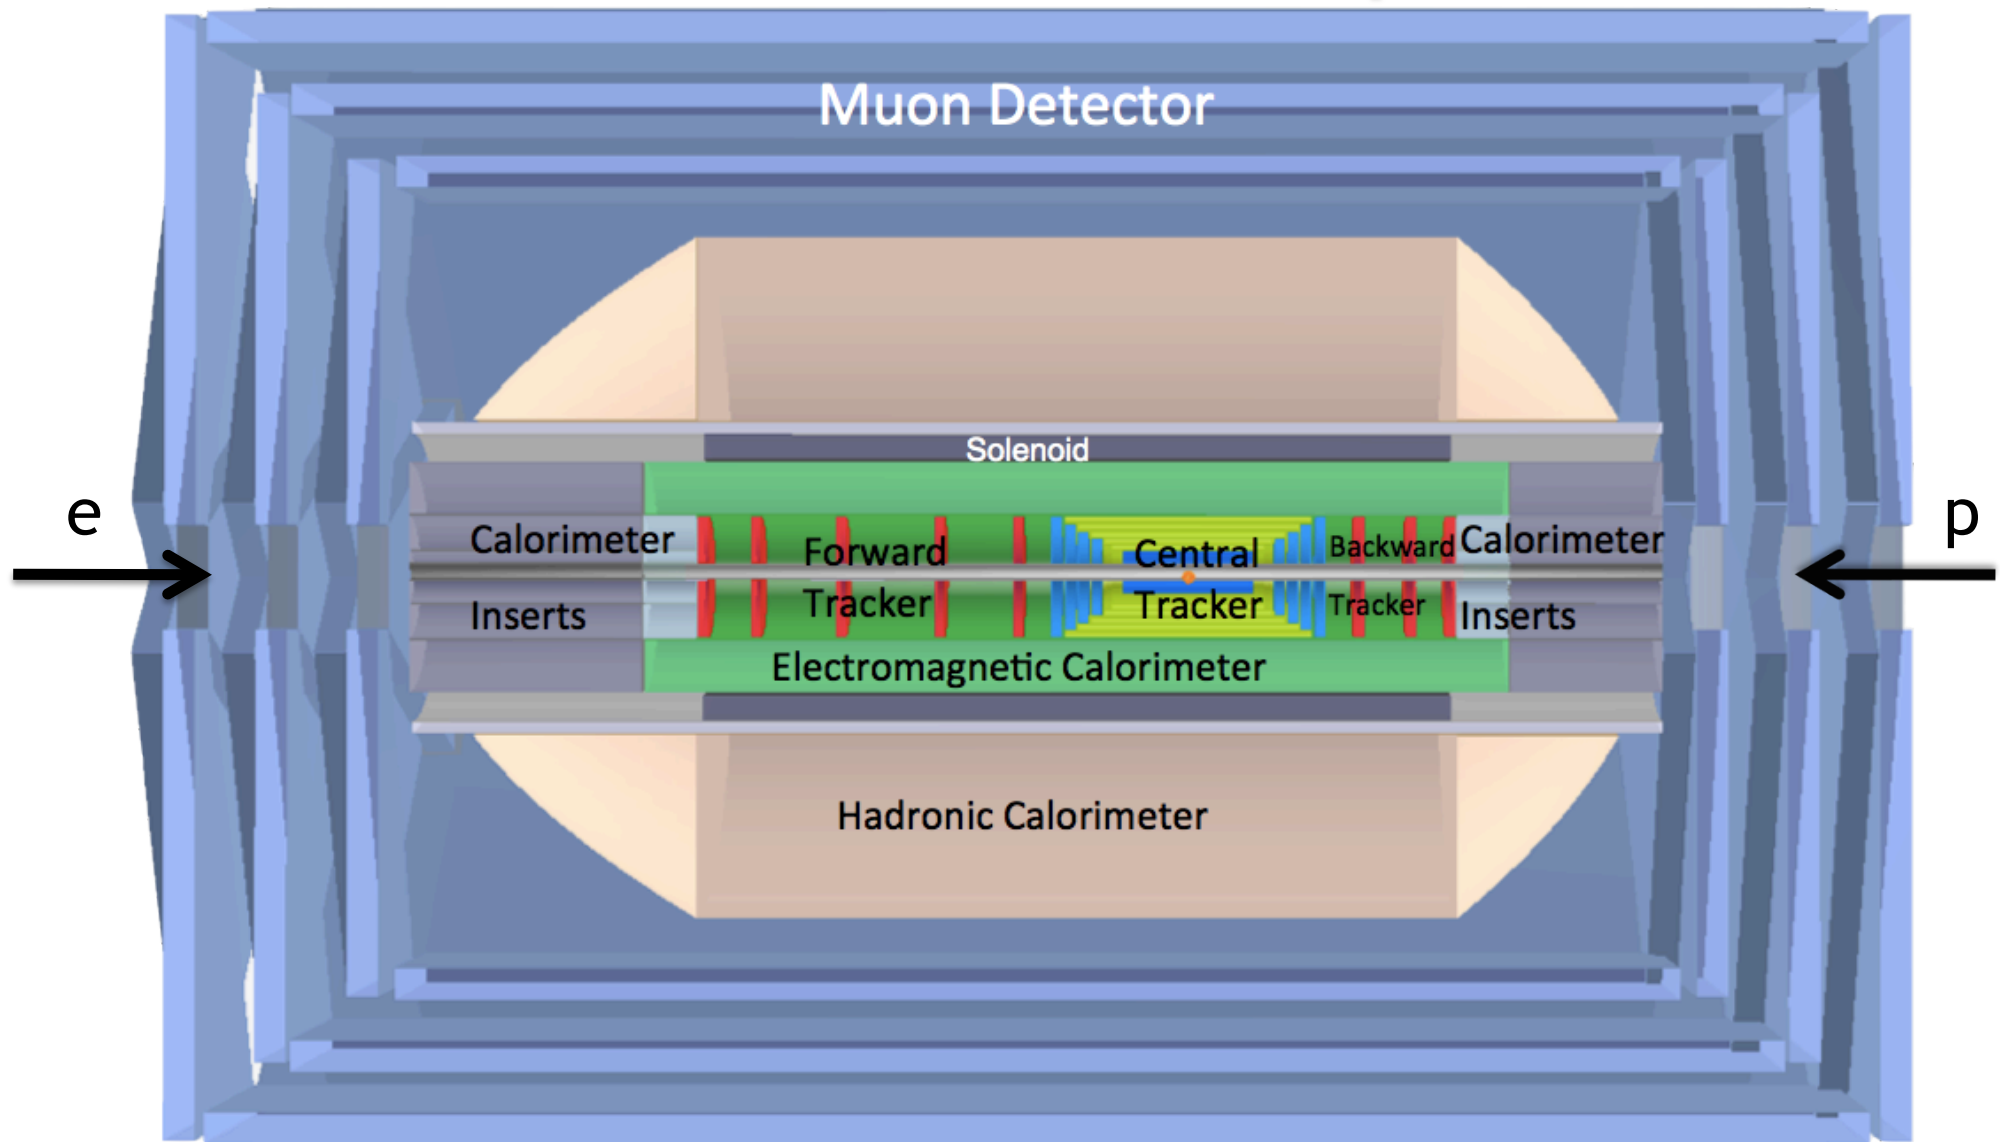 Muon Detector
Solenoid
e
p
Calorimeter
Inserts
Forward
Tracker
Central
Tracker
Backward
Tracker
Calorimeter
Inserts
Electromagnetic Calorimeter
Hadronic Calorimeter